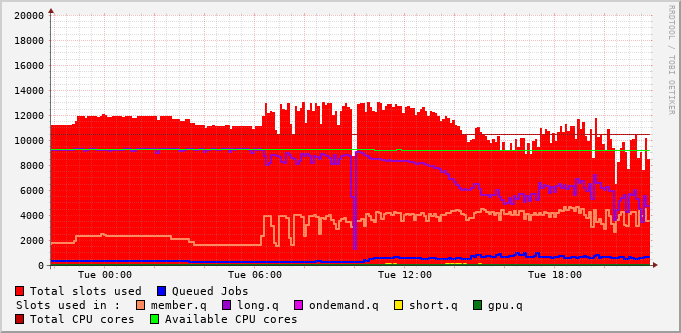 20000
18000
16000
14000
12000
10000
8000
6000
4000
2000
0
Tue 00:00 Tue 06:00 Tue 12:00 Tue 18:00
RRDTOOL / TOBI OETIKER
Total slots used Queued Jobs
Slots used in : member.q long.q ondemand.q short.q gpu.q
Total CPU cores Available CPU cores